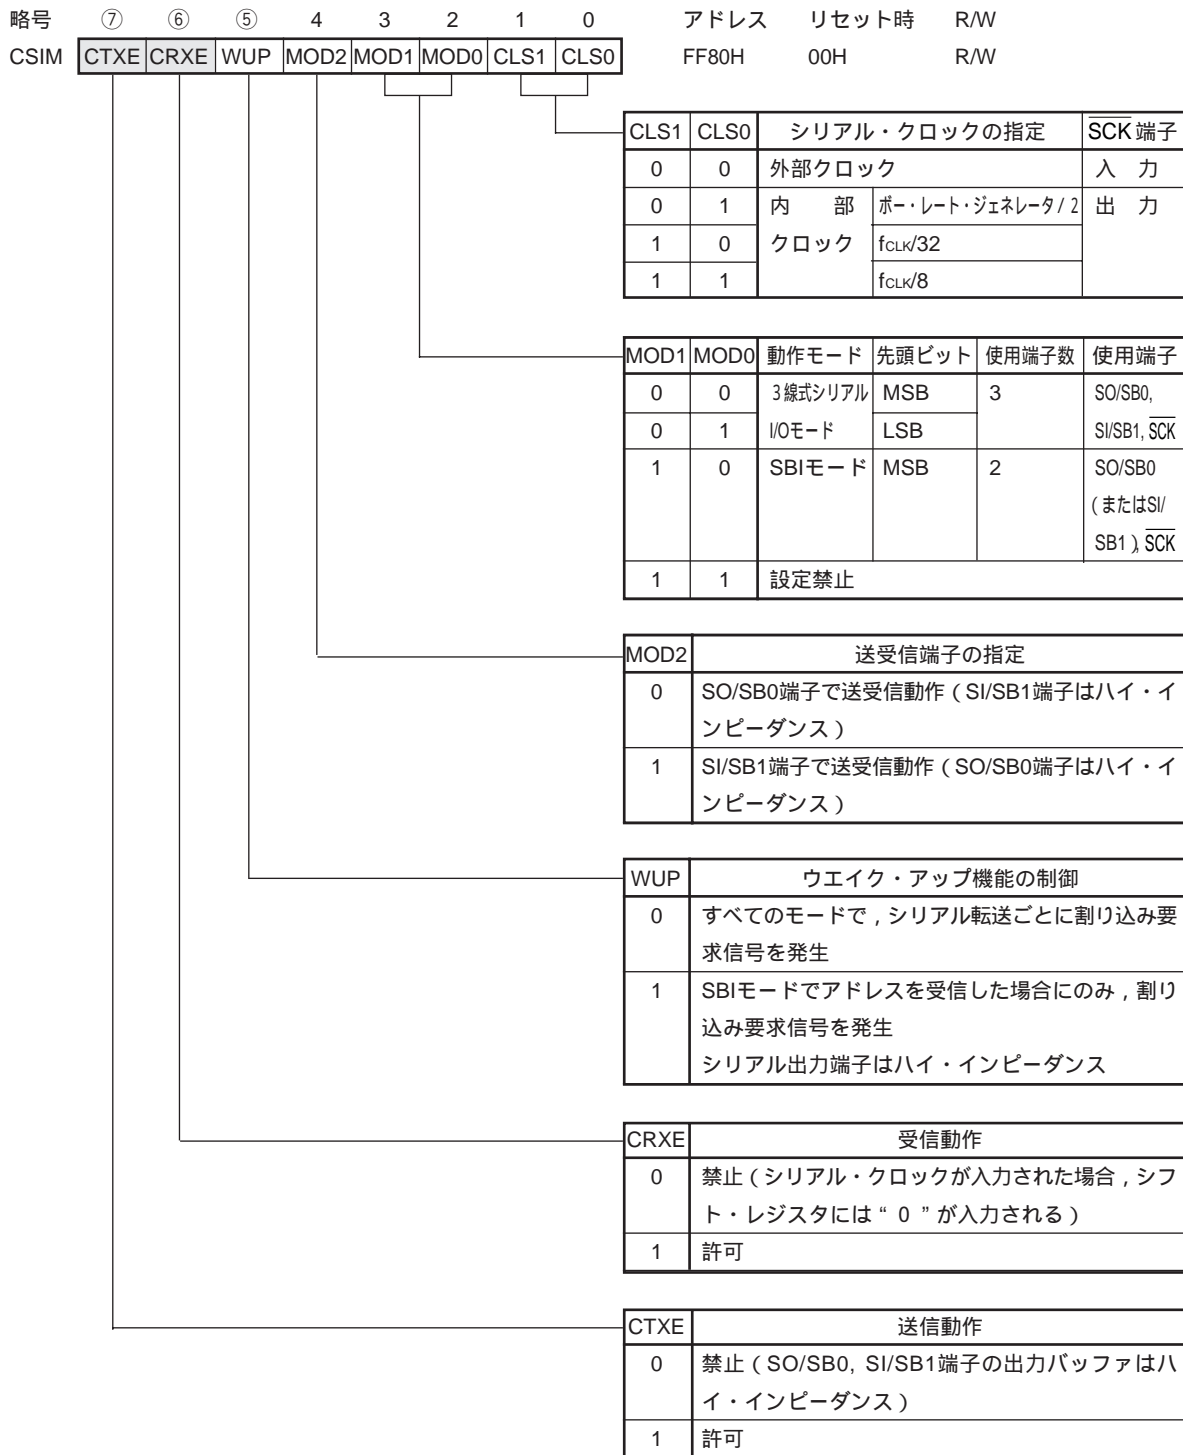 略号 ⑦ ⑥ ⑤ 4 3 2 1 0 アドレス リセット時 R/W
CSIM CTXE CRXE WUP MOD2 MOD1 MOD0 CLS1 CLS0 FF80H 00H R/W
CLS1 CLS0 シリアル・クロックの指定 SCK端子
0 0 外部クロック 入 力
0 1 内 部 ボー・レート・ジェネレータ/2 出 力
1 0 クロック fCLK/32
1 1 fCLK/8
MOD1 MOD0 動作モード 先頭ビット 使用端子数 使用端子
0 0 3線式シリアル MSB 3 SO/SB0,
0 1 I/Oモード LSB SI/SB1, SCK
1 0 SBIモード MSB 2 SO/SB0
(またはSI/
SB1), SCK
1 1 設定禁止
MOD2 送受信端子の指定
0 SO/SB0端子で送受信動作(SI/SB1端子はハイ・イ
ンピーダンス)
1 SI/SB1端子で送受信動作(SO/SB0端子はハイ・イ
ンピーダンス)
WUP ウエイク・アップ機能の制御
0 すべてのモードで,シリアル転送ごとに割り込み要
求信号を発生
1 SBIモードでアドレスを受信した場合にのみ,割り
込み要求信号を発生
シリアル出力端子はハイ・インピーダンス
CRXE 受信動作
0 禁止(シリアル・クロックが入力された場合,シフ
ト・レジスタには“0”が入力される)
1 許可
CTXE 送信動作
0 禁止(SO/SB0, SI/SB1端子の出力バッファはハ
イ・インピーダンス)
1 許可